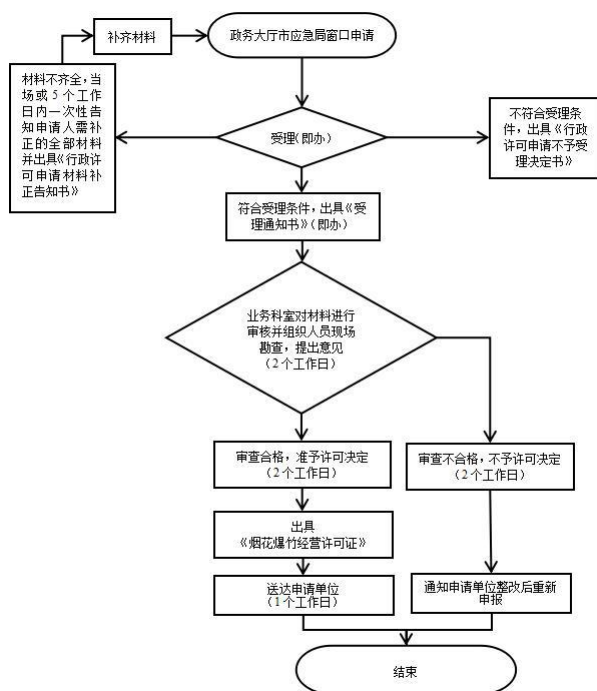 补齐材料
政务大厅市应急局窗口申请
材料不齐全，当
场或 5 个工作
日内一次性告
知申请人需补
正的全部材料
并出具《行政许
可申请材料补
正告知书》
受理（即办）
不符合受理条
件，出具《行政
许可申请不予受
理决定书》
符合受理条件，出具《受
理通知书》（即办）
业务科室对材料进行
审核并组织人员现场
勘查，提出意见
（2 个工作日）
审查合格，准予许可决定
（2 个工作日）
审查不合格，不予许可决定
（2 个工作日）
出具
《烟花爆竹经营许可证》
送达申请单位
（1 个工作日）
通知申请单位整改后重新
申报
结束